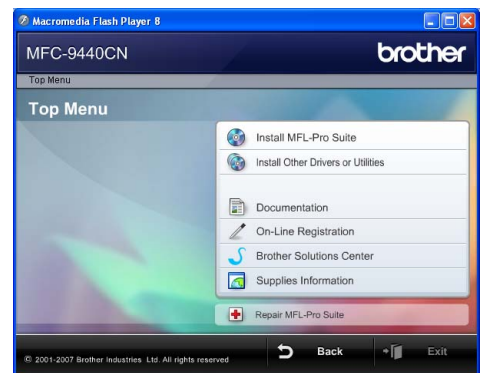 Macromedia Flash Player 8
MFC-9440CN
brother
Top Menu
Top Menu
Install MFL-Pro Suite
Install Other Drivers or Utilities
Documentation
On-Line Registration
Brother Solutions Center
Supplies Information
Repair MFL-Pro Suite
© 2001-2007 Brother Industries Ltd. All rights reserved
Back
Exit